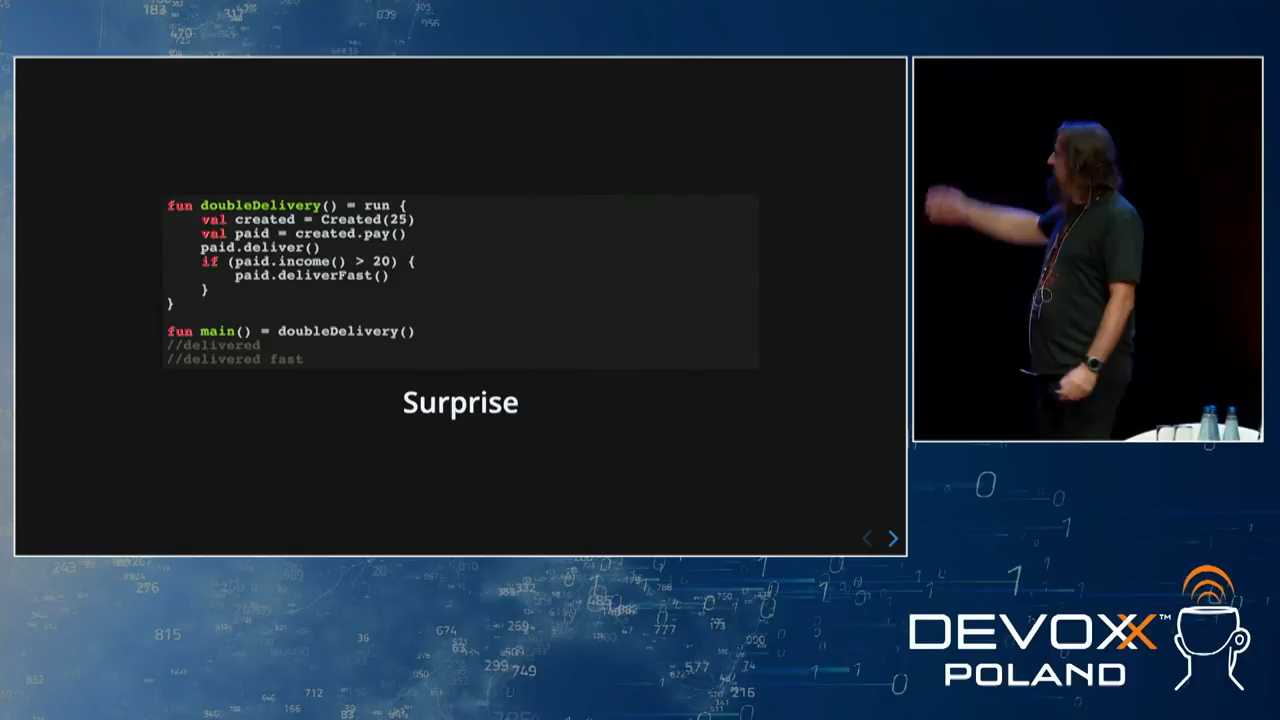 fun doubleDelivery() = run {
    val created = Created(25)
    val paid = created.pay()
    paid.deliver()
    if (paid.income() > 20) {
        paid.deliverFast()
    }
}
fun main() = doubleDelivery()
//delivered
//delivered fast
Surprise
DEVOXX™
POLAND